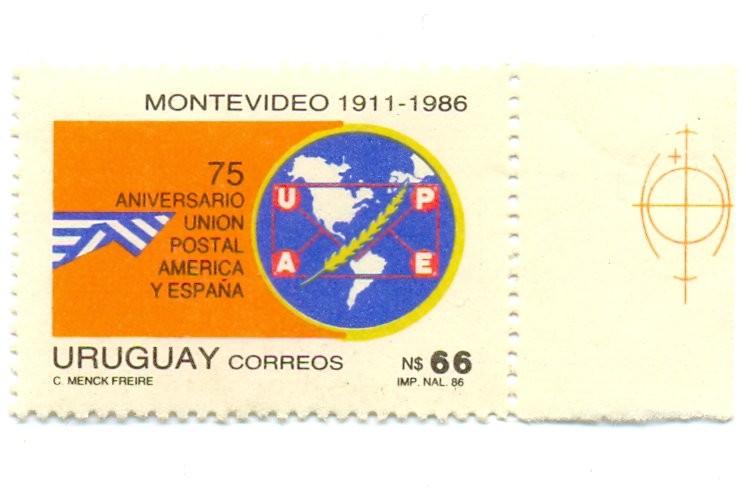 MONTEVIDEO 1911-1986
75
ANIVERSARIO
UNION
POSTAL
AMERICA
Y ESPAÑA
U P
A E
URUGUAY CORREOS N$ 66
C. MENCK FREIRE IMP. NAL. 86